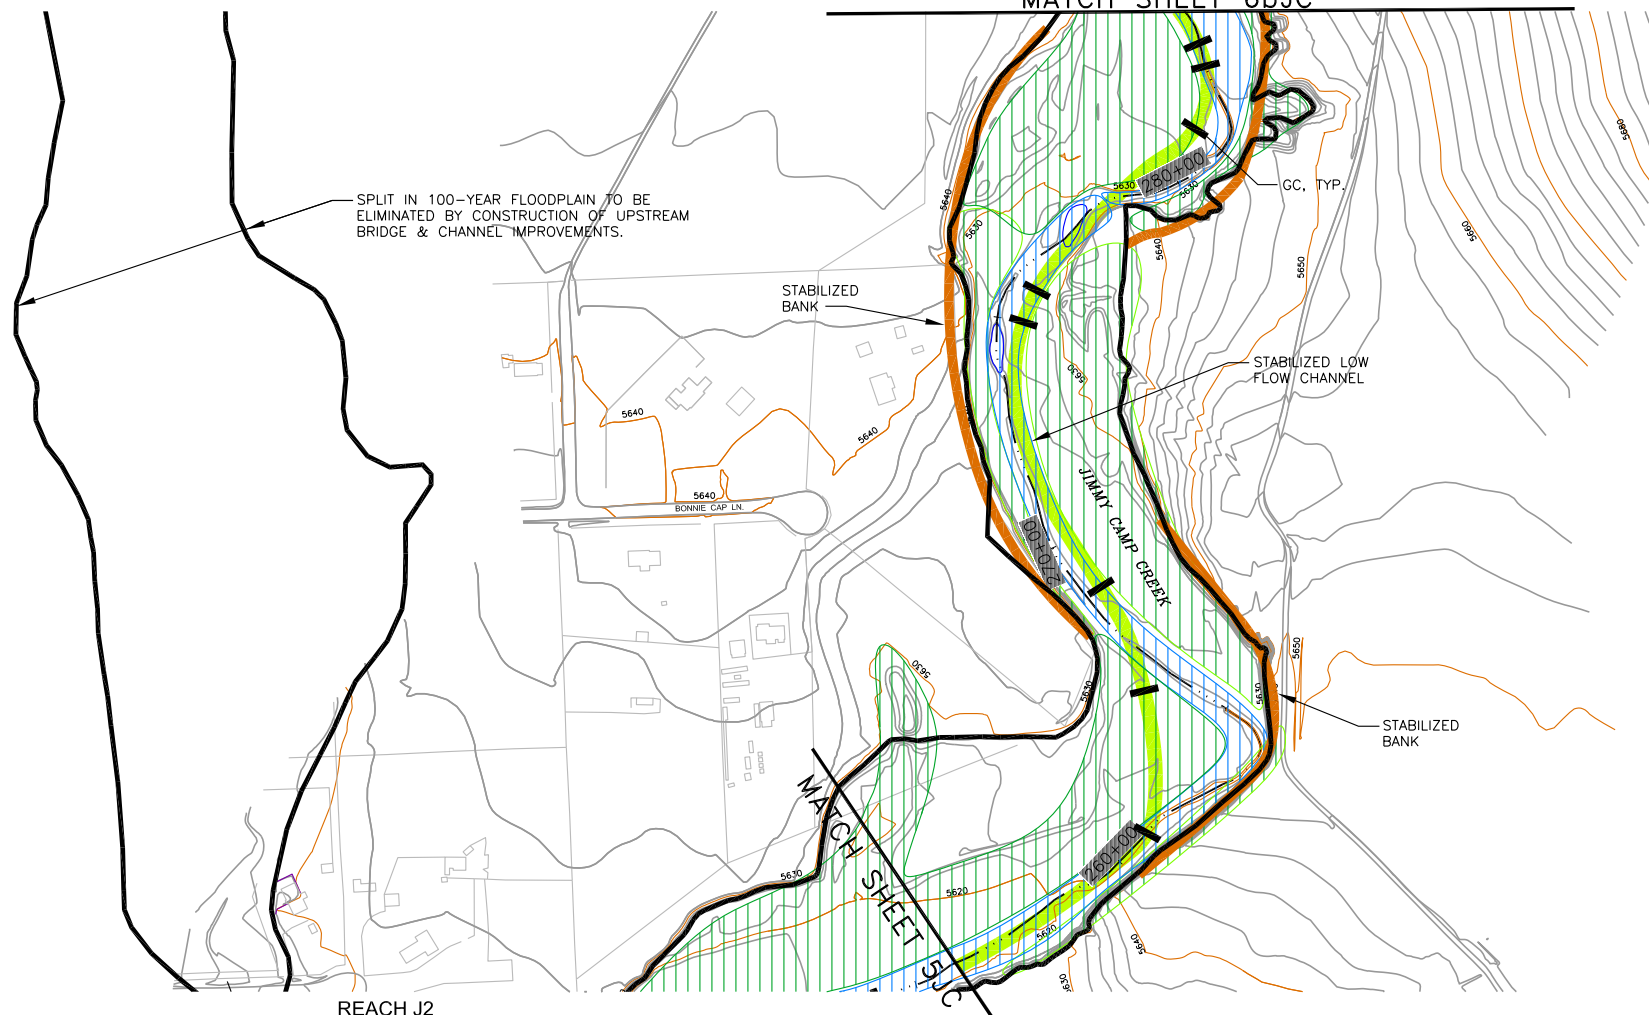 MATCH SHEET 6bJC
5680
5640
5630
5630
280+00
5630
GC, TYP.
SPLIT IN 100-YEAR FLOODPLAIN TO BE
ELIMINATED BY CONSTRUCTION OF UPSTREAM
BRIDGE & CHANNEL IMPROVEMENTS.
5640
5650
5660
STABILIZED
BANK
STABILIZED LOW
FLOW CHANNEL
5630
5640
5640
5640
BONNIE CAP LN.
JIMMY CAMP CREEK
270+00
5630
5630
5630
5650
STABILIZED
BANK
MATCH SHEET 5JC
260+00
5630
5620
5620
5640
5630
REACH J2